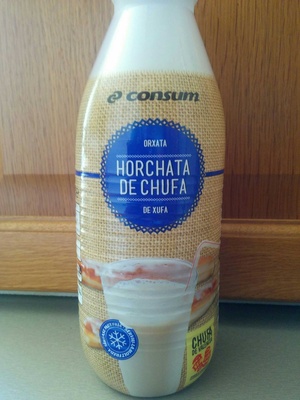 consum
ORXATA
HORCHATA
DE CHUFA
DE XUFA
CHUFA